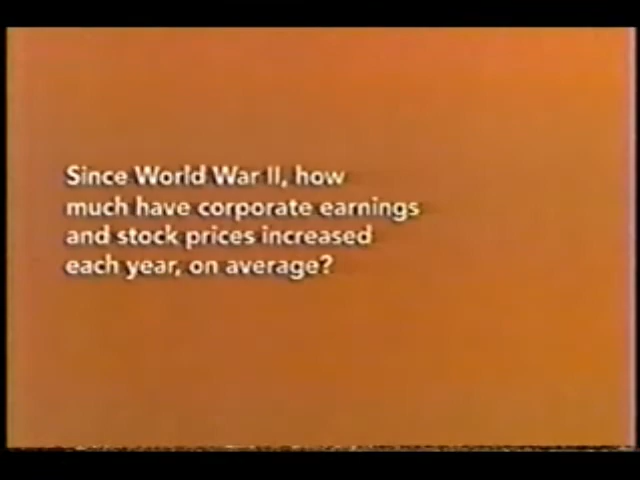 Since World War II, how
much have corporate earnings
and stock prices increased
each year, on average?